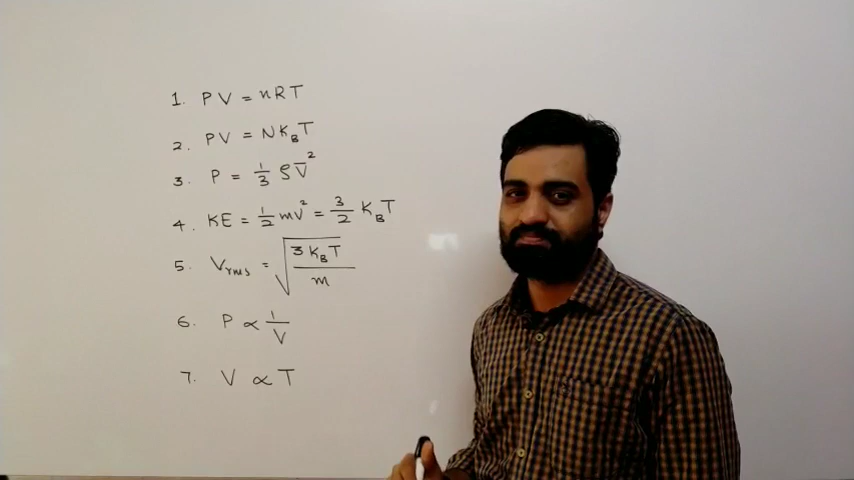 1. PV = nRT
2. PV = NK_BT
3. P = 1/3 ρV̅²
4. KE = 1/2 mV² = 3/2 K_BT
5. V_rms = √(3K_BT/m)
6. P ∝ 1/V
7. V ∝ T